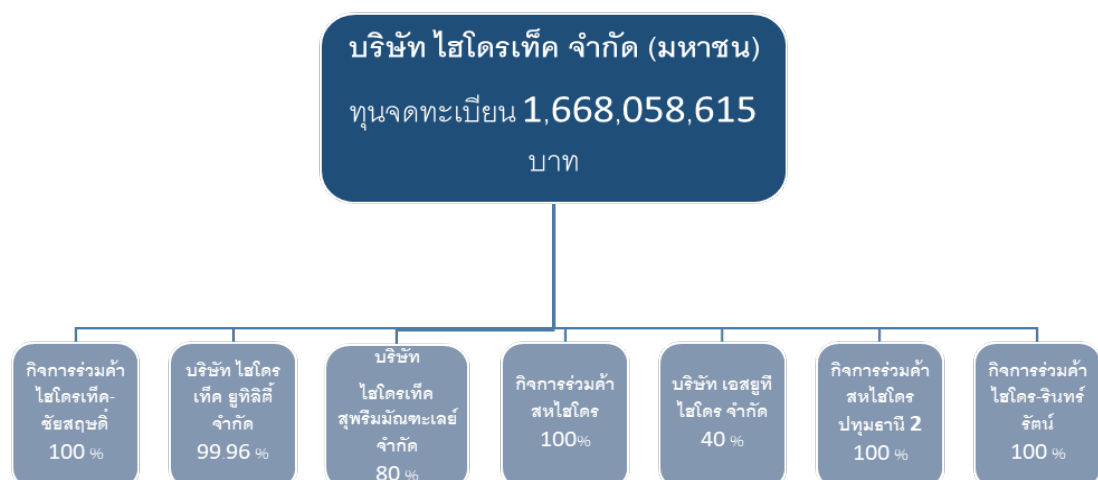 บริษัท ไฮโดรเท็ค จำกัด (มหาชน)
ทุนจดทะเบียน 1,668,058,615
บาท
กิจการร่วมค้า
ไฮโดรเท็ค-
ชัยสฤษดิ์
100 %
บริษัท ไฮโดร
เท็ค ยูทิลิตี้
จำกัด
99.96 %
บริษัท
ไฮโดรเท็ค
สุพรีมมัณฑะเลย์
จำกัด
80 %
กิจการร่วมค้า
สหไฮโดร
100%
บริษัท เอสยูที
ไฮโดร จำกัด
40 %
กิจการร่วมค้า
สหไฮโดร
ปทุมธานี 2
100 %
กิจการร่วมค้า
ไฮโดร-รินทร์
รัตน์
100 %